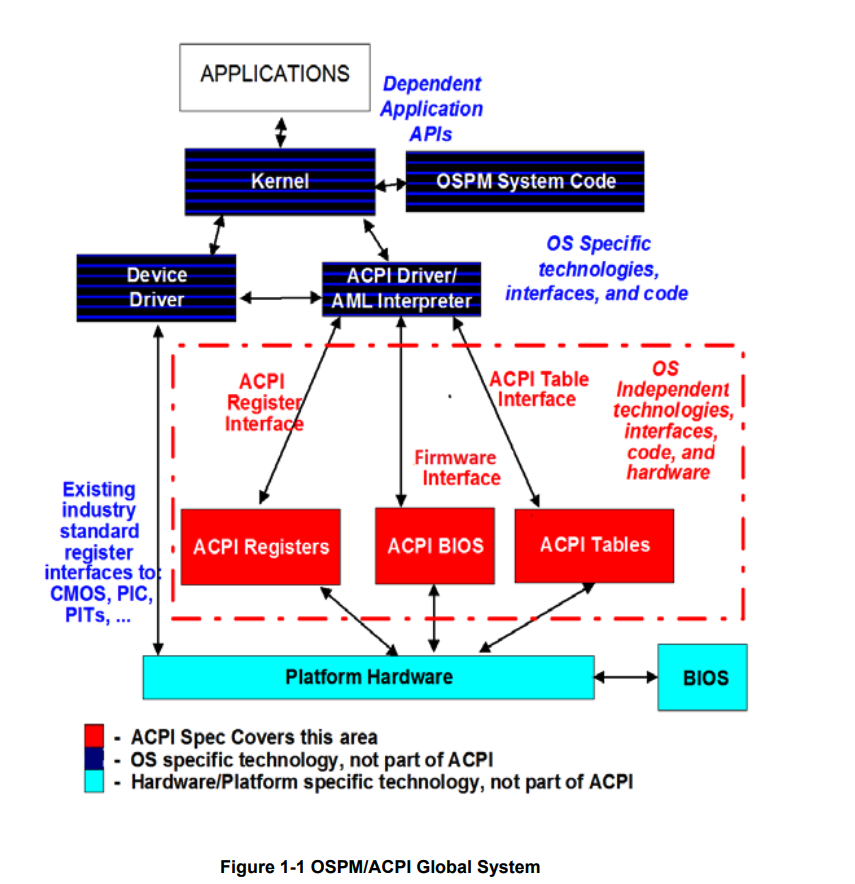 APPLICATIONS
Dependent
Application
APIs
Kernel
OSPM System Code
OS Specific
technologies,
interfaces, and code
Device
Driver
ACPI Driver/
AML Interpreter
ACPI
Register
Interface
ACPI Table
Interface
OS
Independent
technologies,
interfaces,
code, and
hardware
Firmware
Interface
Existing
industry
standard
register
interfaces to:
CMOS, PIC,
PITs, ...
ACPI Registers
ACPI BIOS
ACPI Tables
Platform Hardware
BIOS
- ACPI Spec Covers this area
- OS specific technology, not part of ACPI
- Hardware/Platform specific technology, not part of ACPI
Figure 1-1 OSPM/ACPI Global System